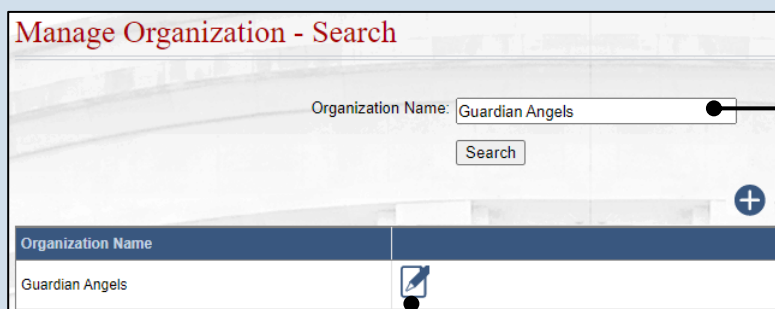 Manage Organization - Search
Organization Name: Guardian Angels
Search
Organization Name
Guardian Angels